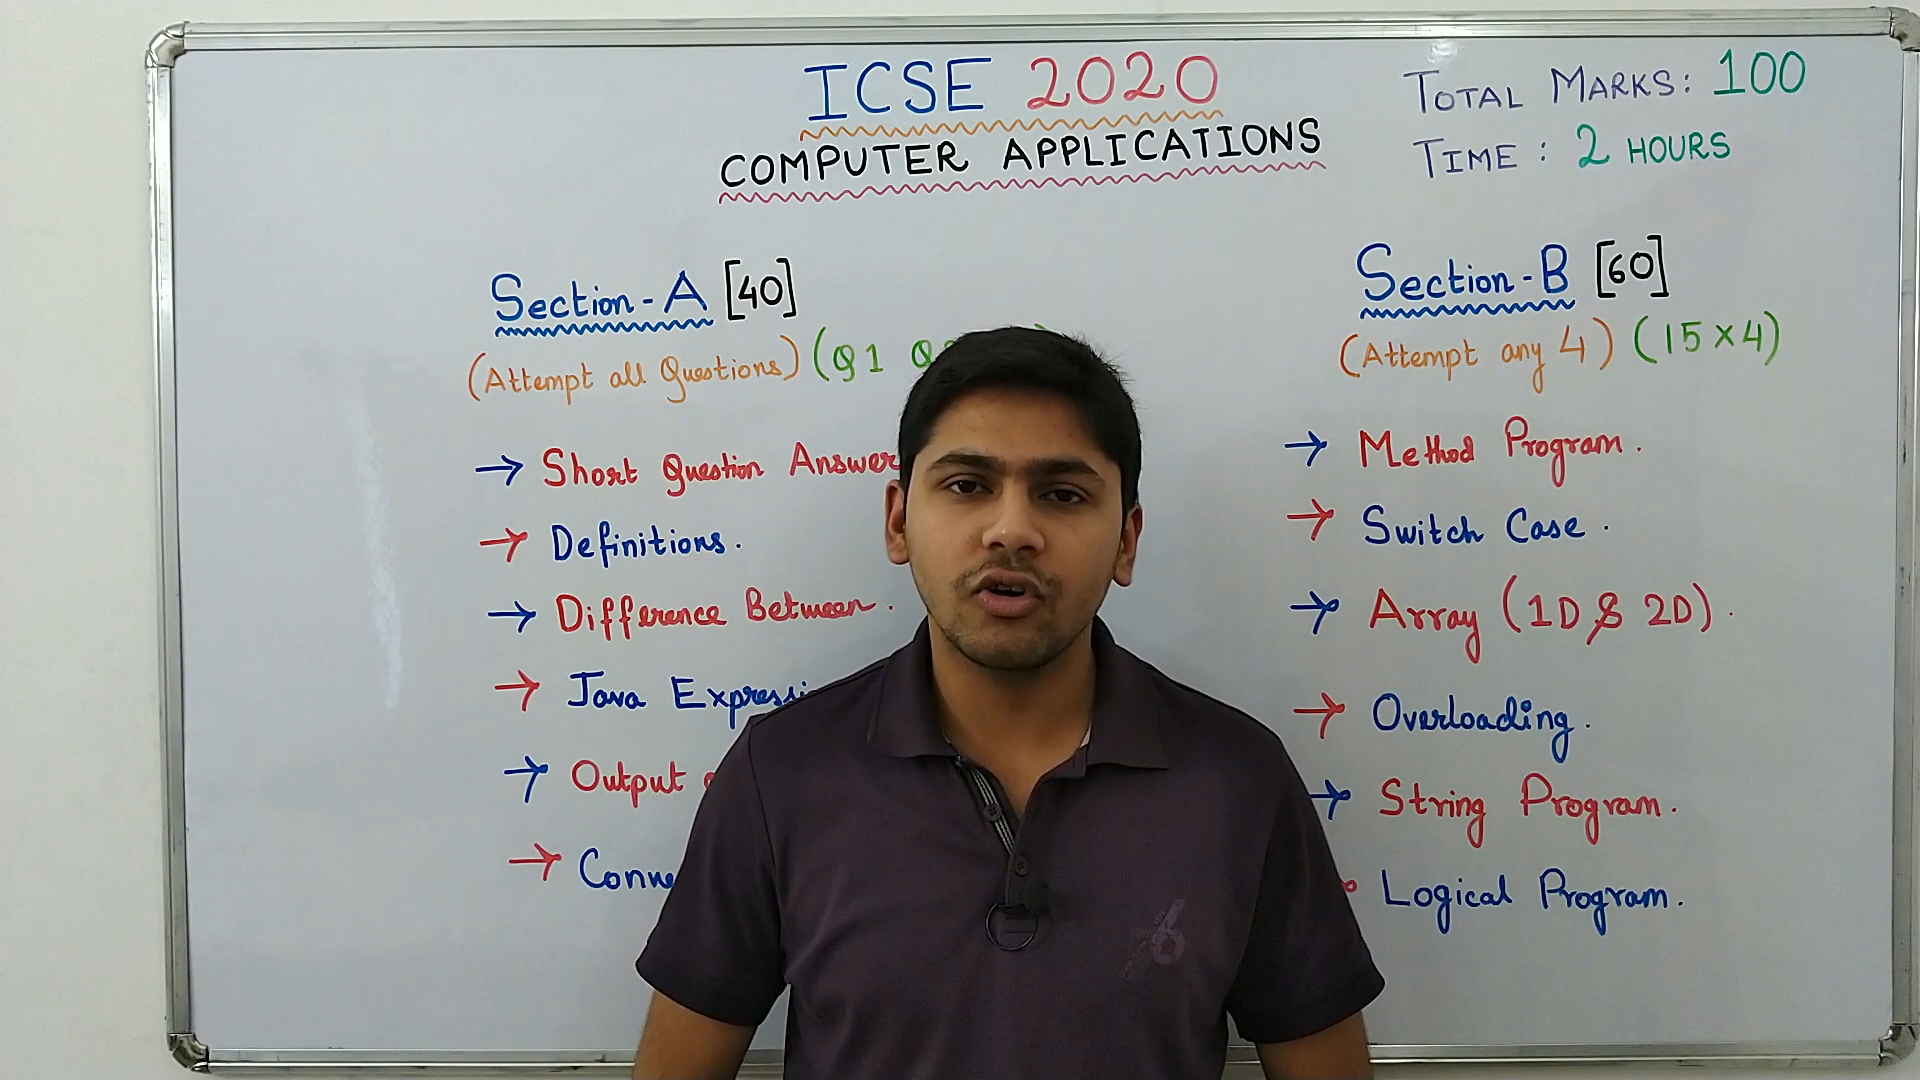 ICSE 2020
COMPUTER APPLICATIONS
TOTAL MARKS: 100
TIME: 2 HOURS
Section-A [40]
(Attempt all Questions) (Q1
→ Short Question Answer
→ Definitions.
→ Difference Between.
→ Java
→ Output
→
Section-B [60]
(Attempt any 4) (15×4)
→ Method Program.
→ Switch Case.
→ Array (1D & 2D).
→ Overloading.
→ String Program.
Logical Program.